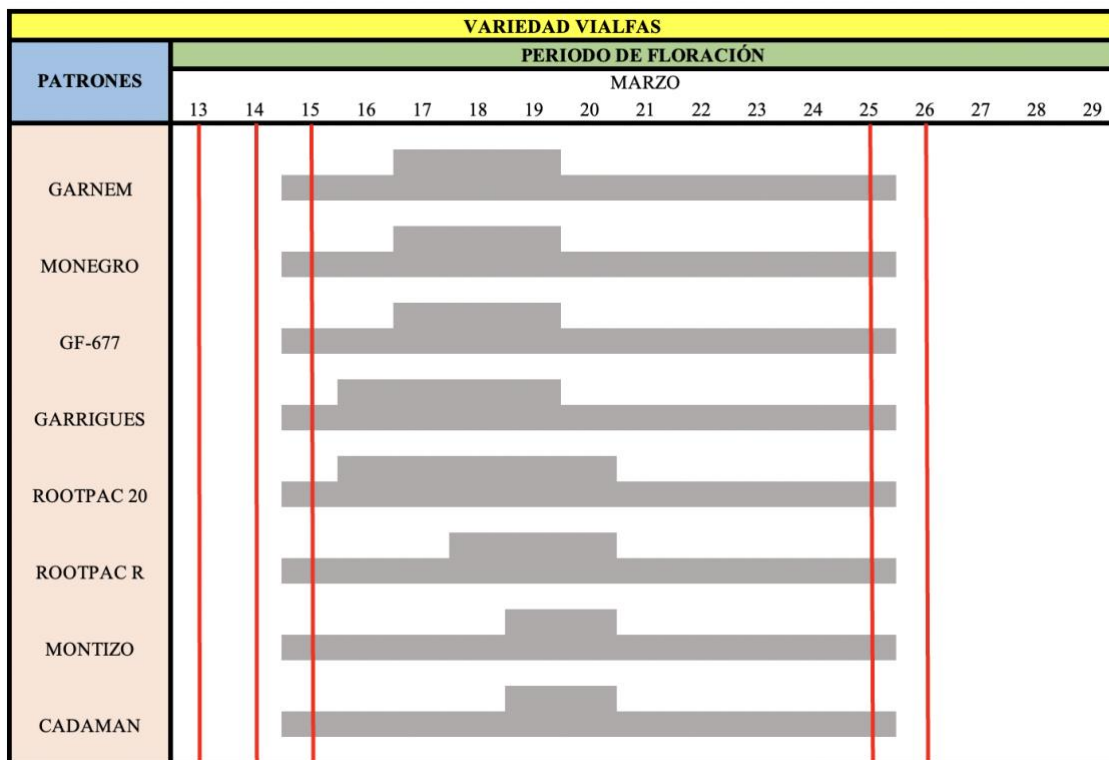 VARIEDAD VIALFAS
PATRONES
PERIODO DE FLORACIÓN
MARZO
13 14 15 16 17 18 19 20 21 22 23 24 25 26 27 28 29
GARNEM
MONEGRO
GF-677
GARRIGUES
ROOTPAC 20
ROOTPAC R
MONTIZO
CADAMAN